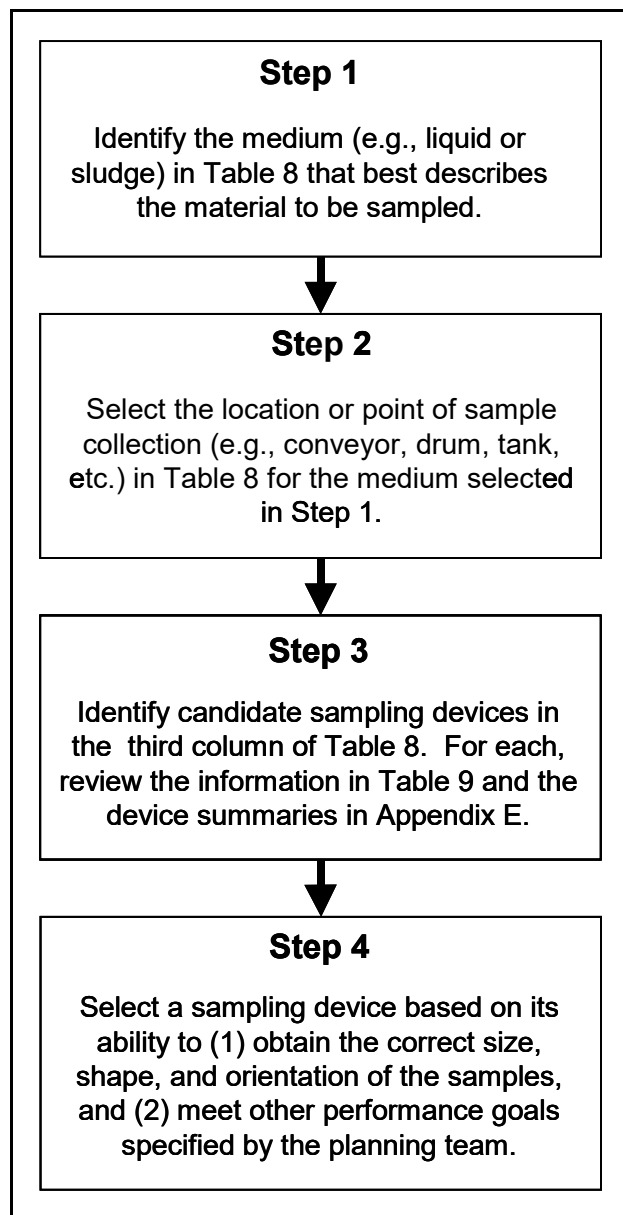 Step 1
Identify the medium (e.g., liquid or
sludge) in Table 8 that best describes
the material to be sampled.
Step 2
Select the location or point of sample
collection (e.g., conveyor, drum, tank,
etc.) in Table 8 for the medium selected
in Step 1.
Step 3
Identify candidate sampling devices in
the  third column of Table 8.  For each,
review the information in Table 9 and the
device summaries in Appendix E.
Step 4
Select a sampling device based on its
ability to (1) obtain the correct size,
shape, and orientation of the samples,
and (2) meet other performance goals
specified by the planning team.